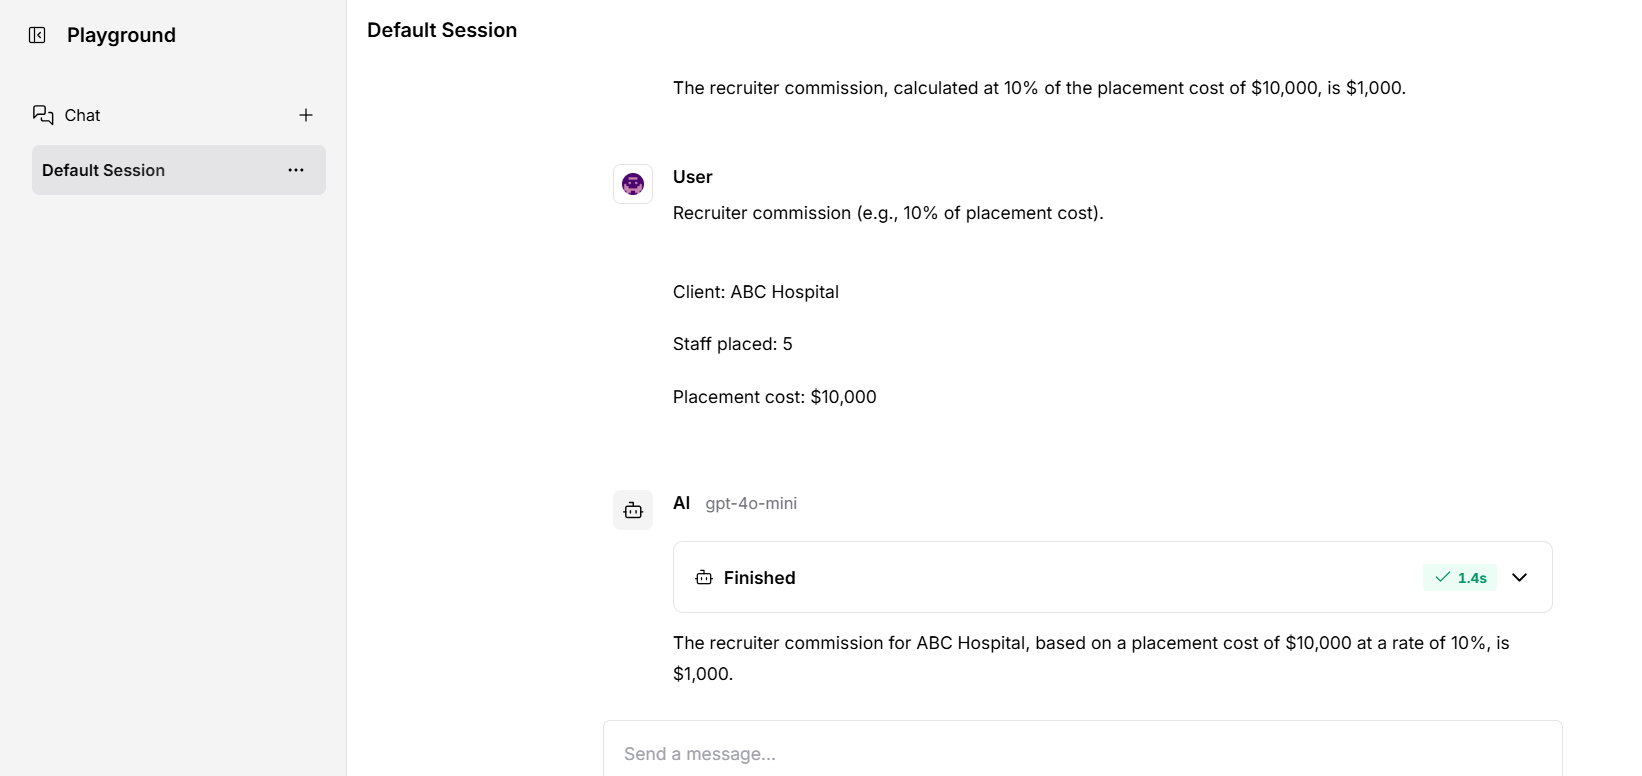 Playground
Chat
Default Session
Default Session
The recruiter commission, calculated at 10% of the placement cost of $10,000, is $1,000.
User
Recruiter commission (e.g., 10% of placement cost).
Client: ABC Hospital
Staff placed: 5
Placement cost: $10,000
AI gpt-4o-mini
Finished 1.4s
The recruiter commission for ABC Hospital, based on a placement cost of $10,000 at a rate of 10%, is
$1,000.
Send a message...